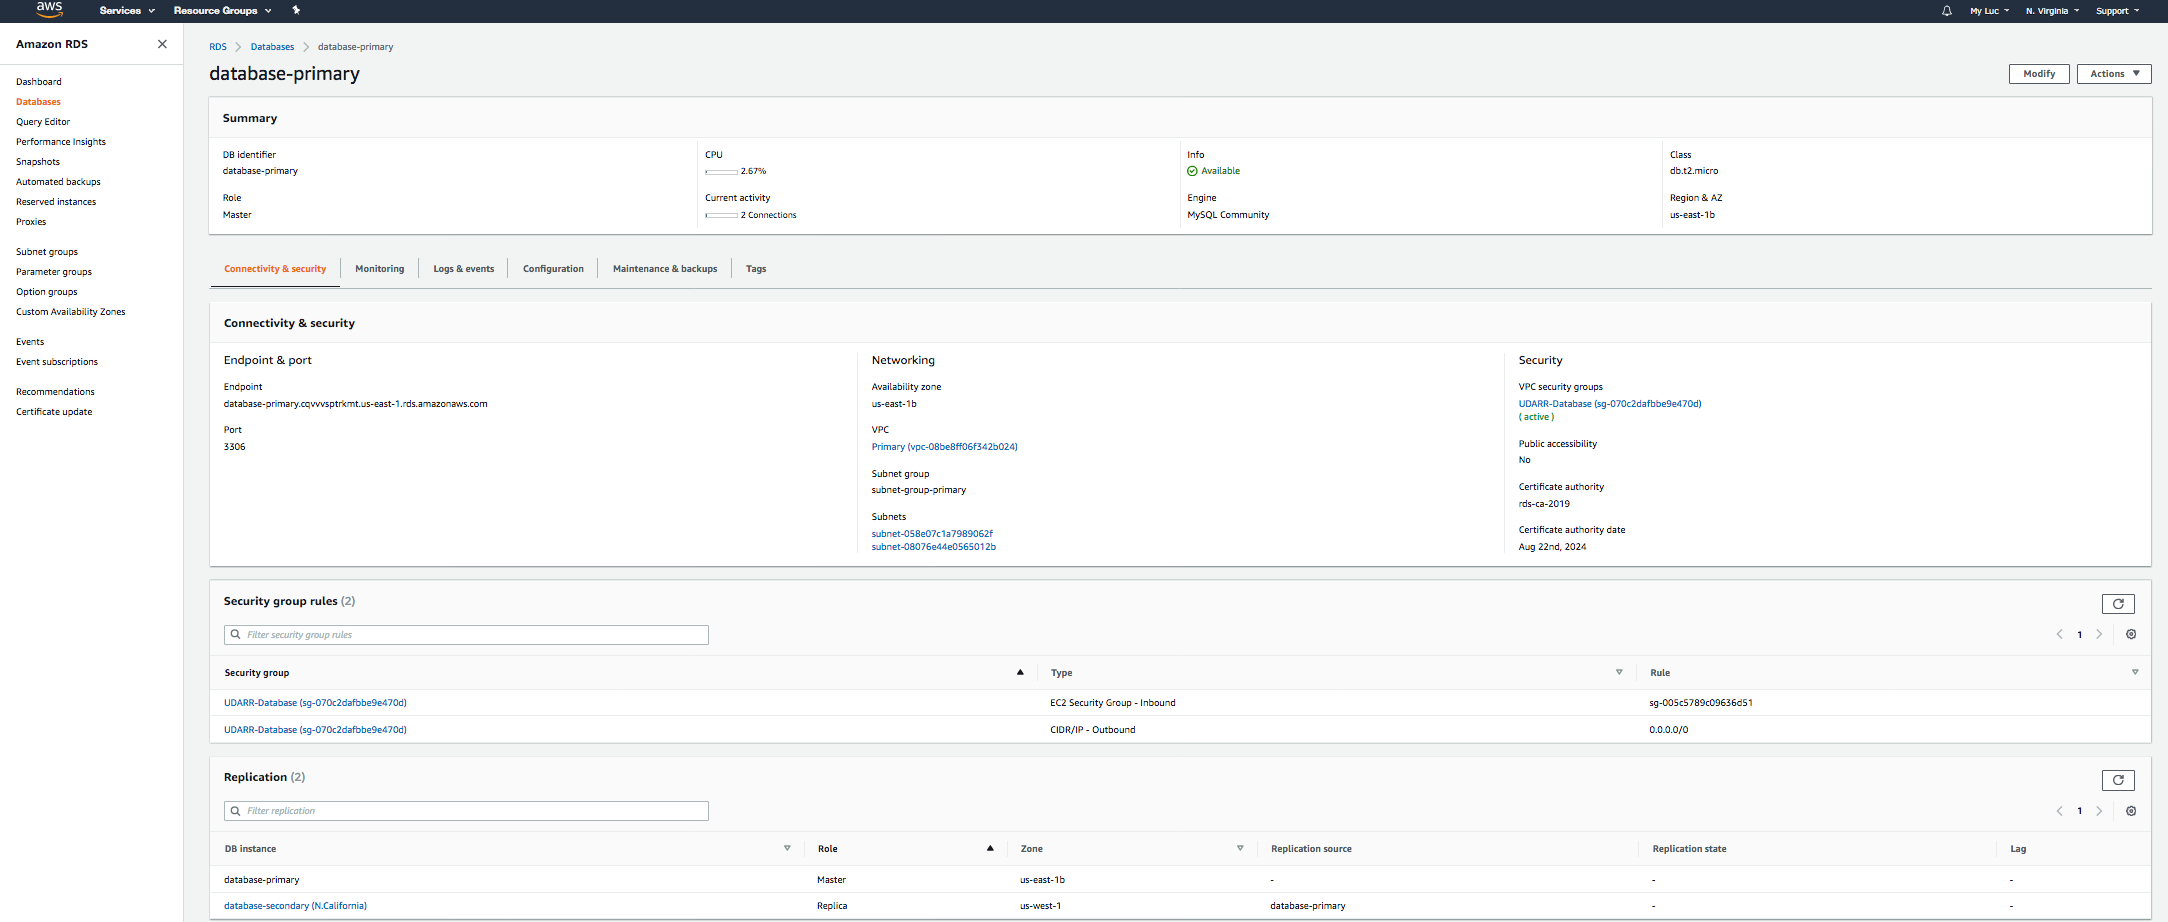 aws Services Resource Groups My Luc N. Virginia Support
Amazon RDS
Dashboard
Databases
Query Editor
Performance Insights
Snapshots
Automated backups
Reserved instances
Proxies
Subnet groups
Parameter groups
Option groups
Custom Availability Zones
Events
Event subscriptions
Recommendations
Certificate update
RDS Databases database-primary
database-primary
Modify Actions
Summary
DB identifier
database-primary
Role
Master
CPU
2.67%
Current activity
2 Connections
Info
Available
Engine
MySQL Community
Class
db.t2.micro
Region & AZ
us-east-1b
Connectivity & security Monitoring Logs & events Configuration Maintenance & backups Tags
Connectivity & security
Endpoint & port
Endpoint
database-primary.cqvvvsptrkmt.us-east-1.rds.amazonaws.com
Port
3306
Networking
Availability zone
us-east-1b
VPC
Primary (vpc-08be8ff06f342b024)
Subnet group
subnet-group-primary
Subnets
subnet-058e07c1a7989062f
subnet-08076e44e0565012b
Security
VPC security groups
UDARR-Database (sg-070c2dafbbe9e470d)
( active )
Public accessibility
No
Certificate authority
rds-ca-2019
Certificate authority date
Aug 22nd, 2024
Security group rules (2)
Filter security group rules
1
Security group Type Rule
UDARR-Database (sg-070c2dafbbe9e470d) EC2 Security Group - Inbound sg-005c5789c09636d51
UDARR-Database (sg-070c2dafbbe9e470d) CIDR/IP - Outbound 0.0.0.0/0
Replication (2)
Filter replication
1
DB instance Role Zone Replication source Replication state Lag
database-primary Master us-east-1b - - -
database-secondary (N.California) Replica us-west-1 database-primary - -